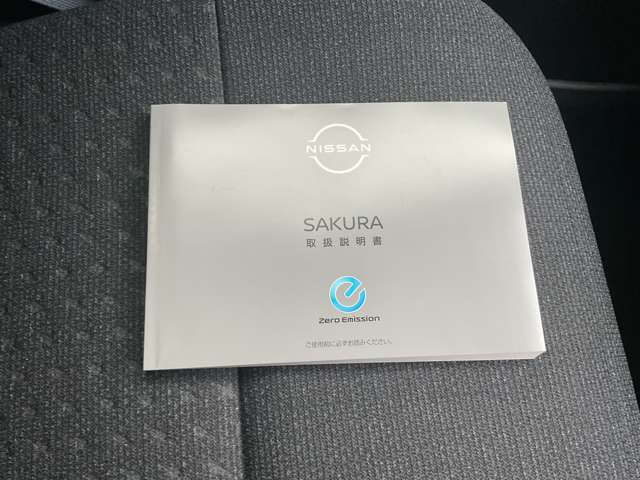 NISSAN
SAKURA
取扱説明書
Zero Emission
ご使用前に必ずお読みください。